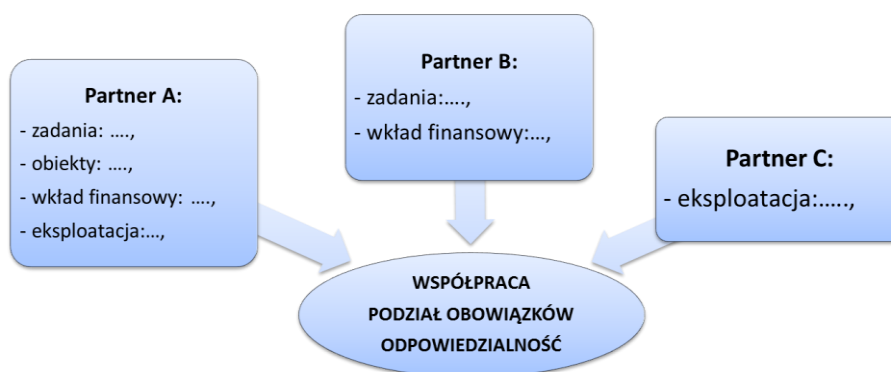 Partner A:
- zadania: ….,
- obiekty: ….,
- wkład finansowy: ….,
- eksploatacja:…,
Partner B:
- zadania:….,
- wkład finansowy:…,
Partner C:
- eksploatacja:…..,
WSPÓŁPRACA
PODZIAŁ OBOWIĄZKÓW
ODPOWIEDZIALNOŚĆ